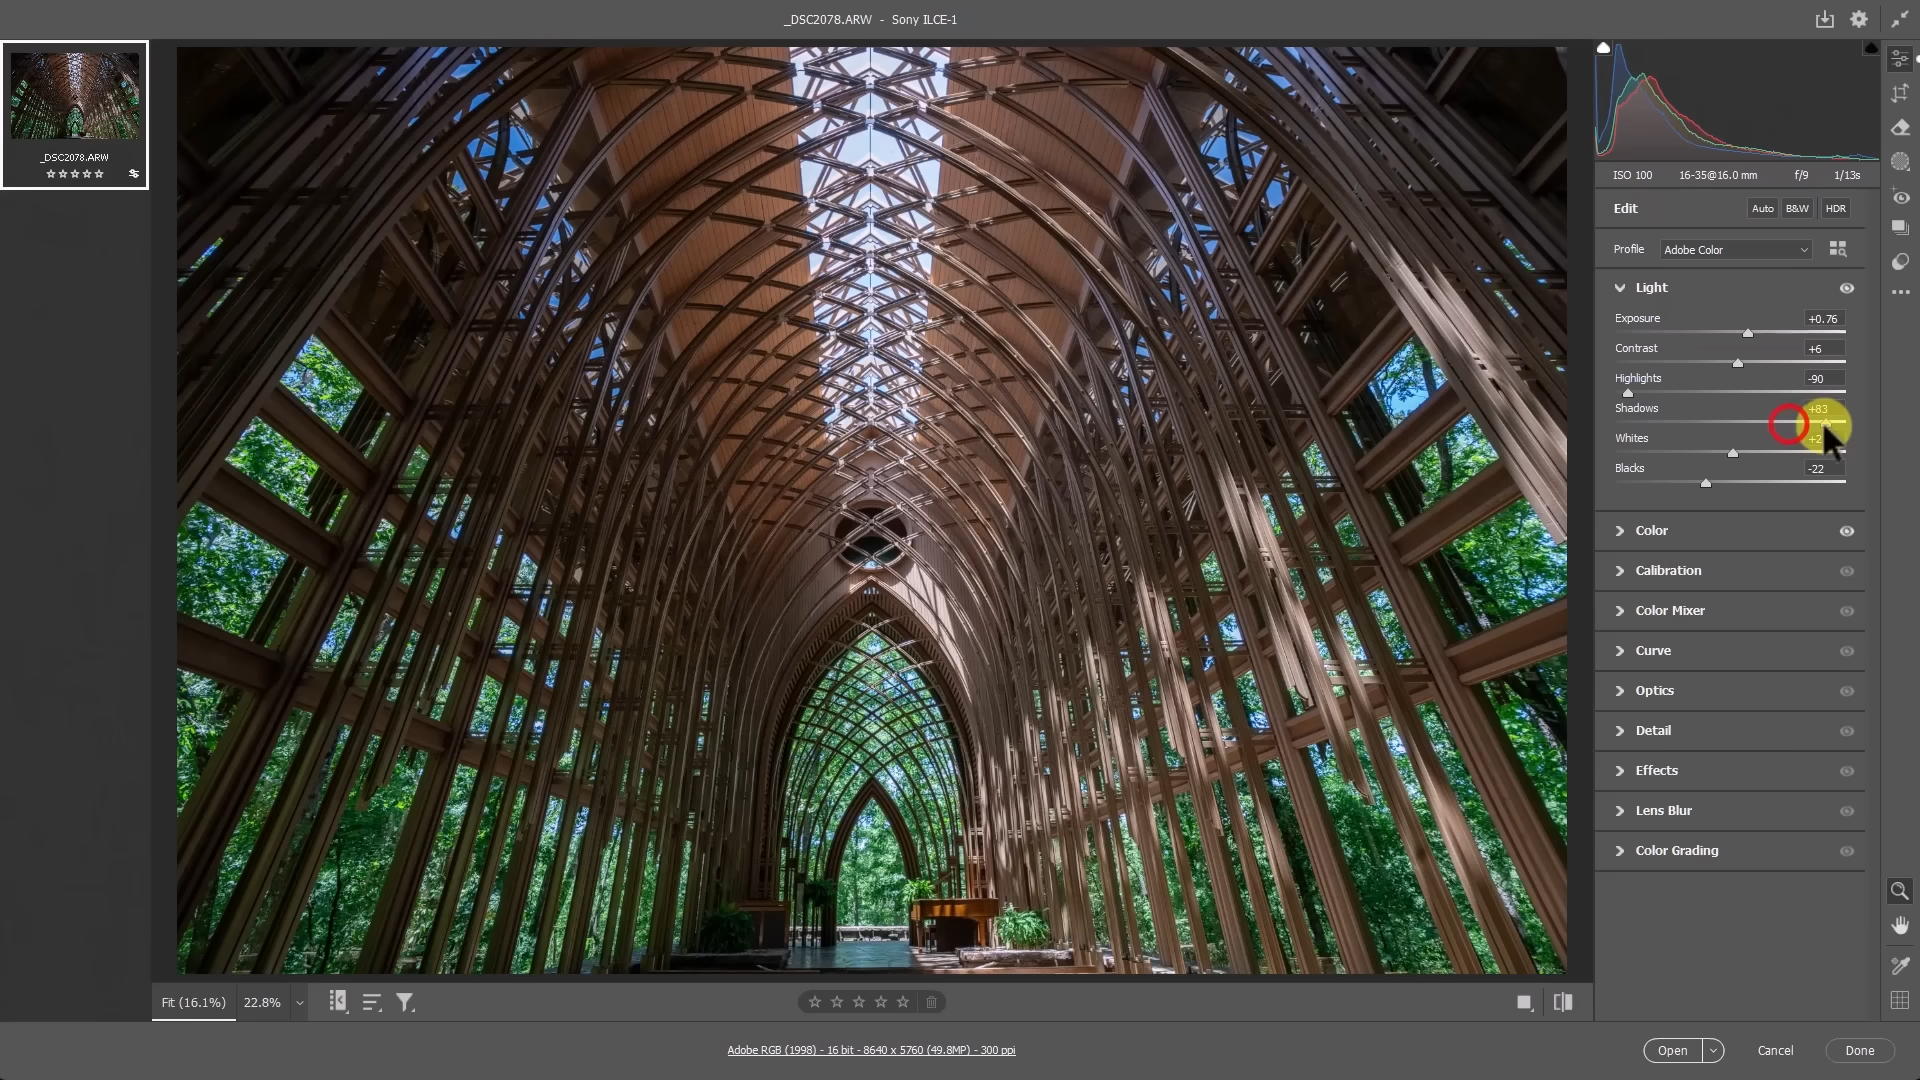 _DSC2078.ARW - Sony ILCE-1
_DSC2078.ARW
ISO 100 16-35@16.0 mm f/9 1/13s
Edit Auto B&W HDR
Profile Adobe Color
Light
Exposure +0.76
Contrast +6
Highlights -90
Shadows +83
Whites +2
Blacks -22
Color
Calibration
Color Mixer
Curve
Optics
Detail
Effects
Lens Blur
Color Grading
Fit (16.1%) 22.8%
Adobe RGB (1998) - 16 bit - 8640 x 5760 (49.8MP) - 300 ppi
Open Cancel Done